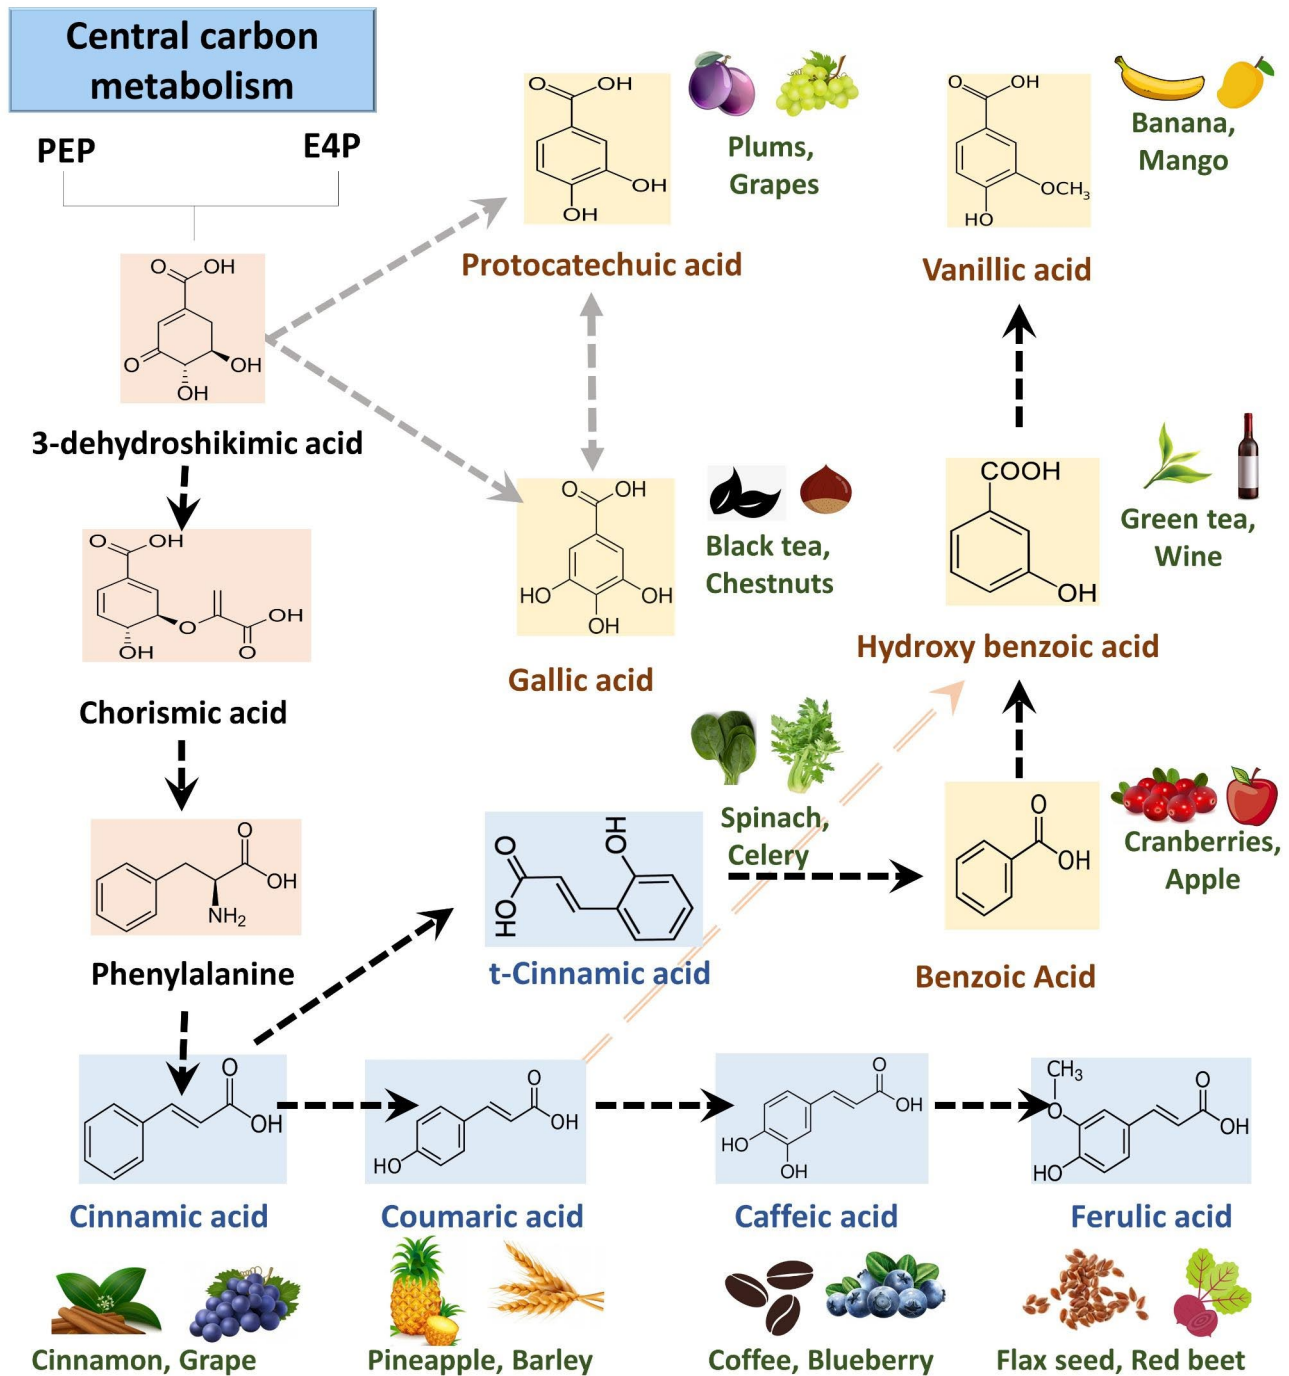 Central carbon
metabolism
PEP
E4P
O
OH
O
OH
OH
3-dehydroshikimic acid
O
OH
OH
OH
Protocatechuic acid
Plums,
Grapes
O
OH
OCH3
HO
Vanillic acid
Banana,
Mango
O
OH
HO
OH
OH
Gallic acid
Black tea,
Chestnuts
COOH
OH
Hydroxy benzoic acid
Green tea,
Wine
O
OH
O
OH
OH
O
Chorismic acid
O
OH
NH2
Phenylalanine
OH
O
HO
t-Cinnamic acid
Spinach,
Celery
O
OH
Benzoic Acid
Cranberries,
Apple
O
OH
Cinnamic acid
Cinnamon, Grape
O
OH
HO
Coumaric acid
Pineapple, Barley
O
OH
HO
OH
Caffeic acid
Coffee, Blueberry
CH3
O
O
OH
HO
Ferulic acid
Flax seed, Red beet